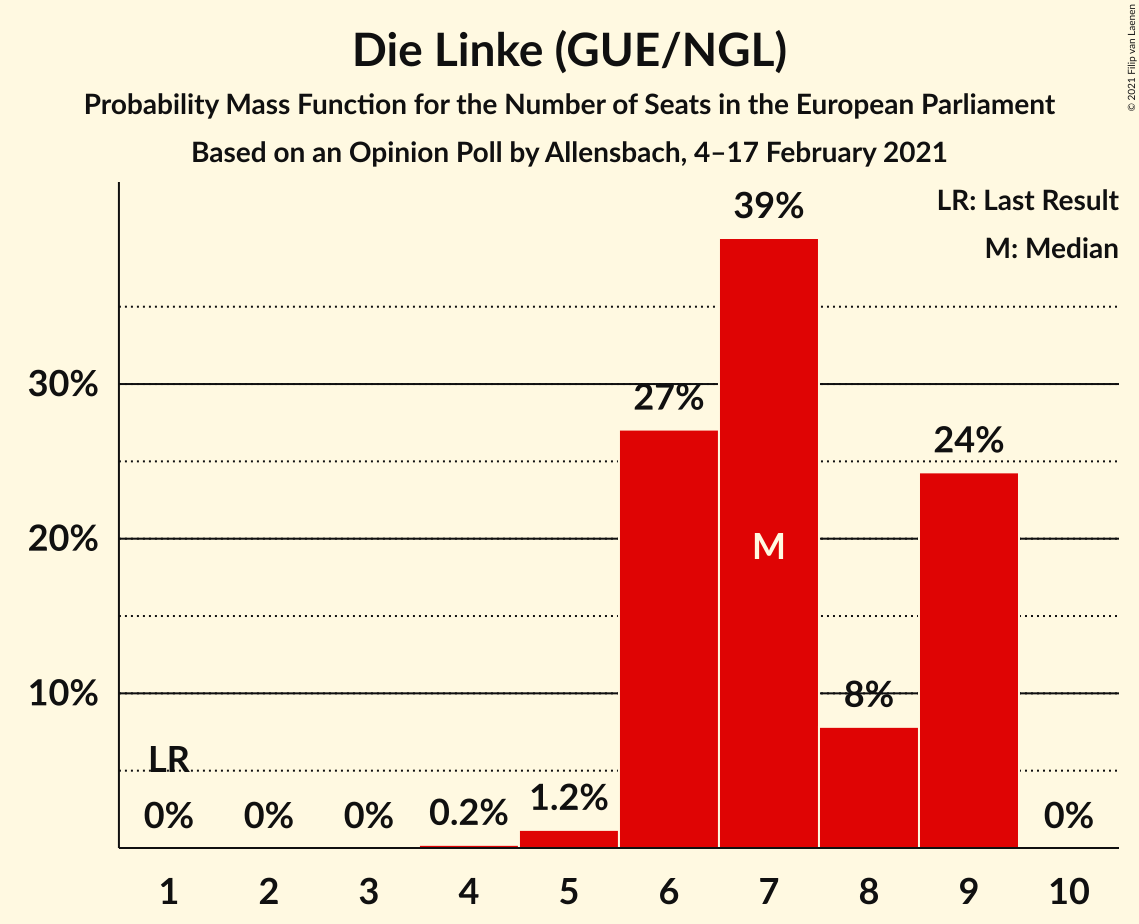 Die Linke (GUE/NGL)
Probability Mass Function for the Number of Seats in the European Parliament
Based on an Opinion Poll by Allensbach, 4–17 February 2021
© 2021 Filip van Laenen
LR: Last Result
M: Median
39%
30%
27%
24%
20%
M
10%
8%
LR
0%
0%
0%
0.2%
1.2%
0%
1
2
3
4
5
6
7
8
9
10